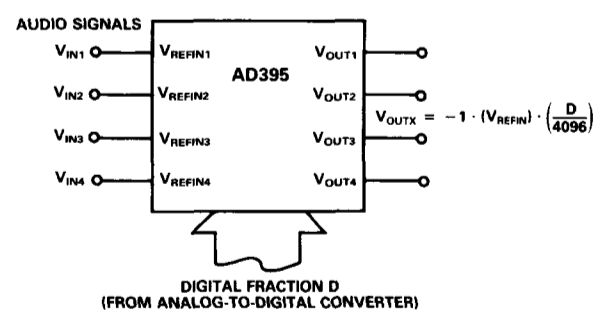 AUDIO SIGNALS
VIN1 VREFIN1 VOUT1
AD395
VIN2 VREFIN2 VOUT2
VOUTX = −1 · (VREFIN) · (D/4096)
VIN3 VREFIN3 VOUT3
VIN4 VREFIN4 VOUT4
DIGITAL FRACTION D
(FROM ANALOG-TO-DIGITAL CONVERTER)